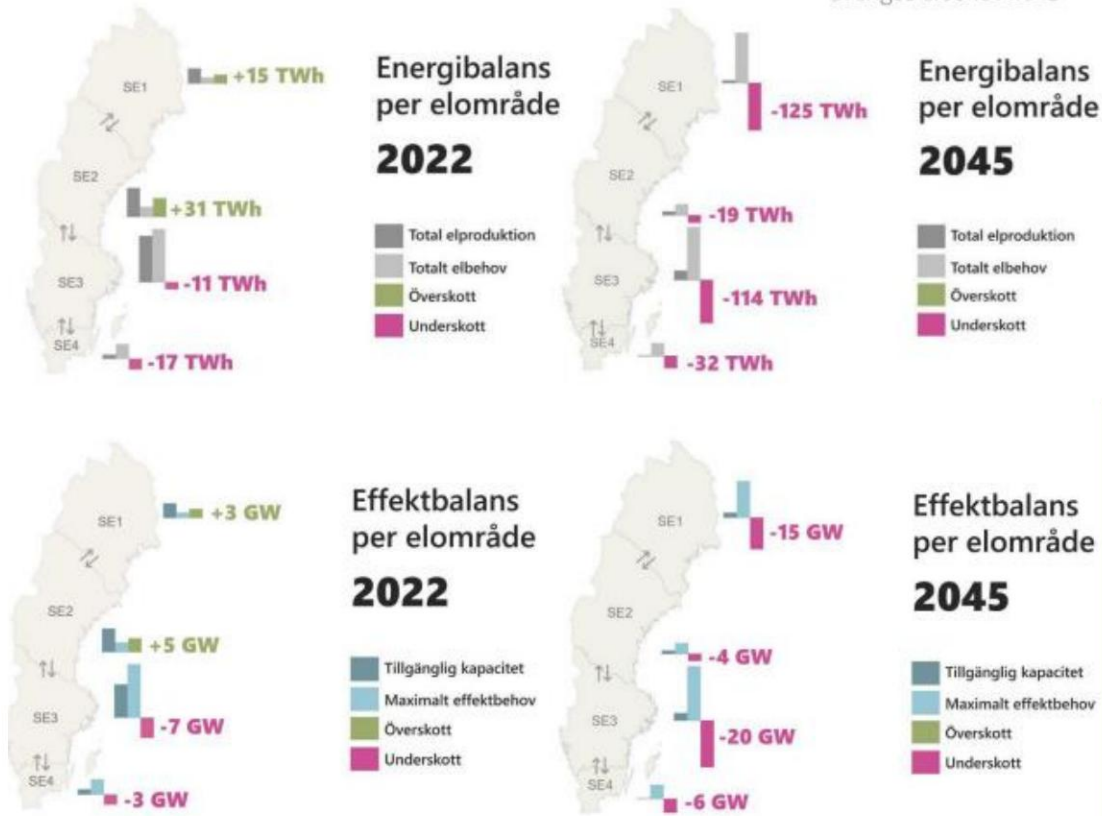 SE1
+15 TWh
SE2
+31 TWh
SE3
-11 TWh
SE4
-17 TWh
Energibalans
per elområde
2022
Total elproduktion
Totalt elbehov
Överskott
Underskott
SE1
-125 TWh
SE2
-19 TWh
SE3
-114 TWh
SE4
-32 TWh
Energibalans
per elområde
2045
Total elproduktion
Totalt elbehov
Överskott
Underskott
SE1
+3 GW
SE2
+5 GW
SE3
-7 GW
SE4
-3 GW
Effektbalans
per elområde
2022
Tillgänglig kapacitet
Maximalt effektbehov
Överskott
Underskott
SE1
-15 GW
SE2
-4 GW
SE3
-20 GW
SE4
-6 GW
Effektbalans
per elområde
2045
Tillgänglig kapacitet
Maximalt effektbehov
Överskott
Underskott